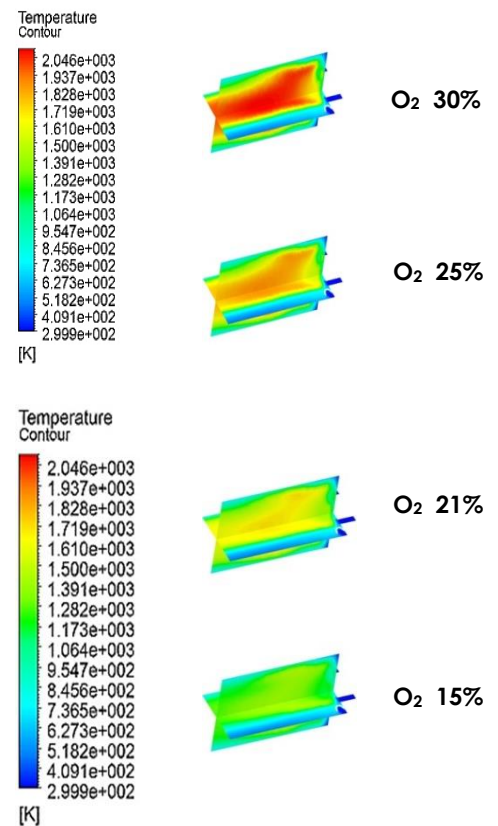 Temperature
Contour
2.046e+003
1.937e+003
1.828e+003
1.719e+003
1.610e+003
1.500e+003
1.391e+003
1.282e+003
1.173e+003
1.064e+003
9.547e+002
8.456e+002
7.365e+002
6.273e+002
5.182e+002
4.091e+002
2.999e+002
[K]
O₂ 30%
O₂ 25%
Temperature
Contour
2.046e+003
1.937e+003
1.828e+003
1.719e+003
1.610e+003
1.500e+003
1.391e+003
1.282e+003
1.173e+003
1.064e+003
9.547e+002
8.456e+002
7.365e+002
6.273e+002
5.182e+002
4.091e+002
2.999e+002
[K]
O₂ 21%
O₂ 15%